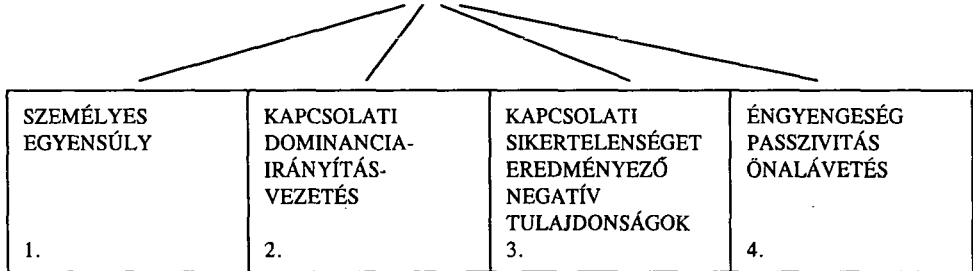 SZEMÉLYES
EGYENSÚLY
1.
KAPCSOLATI
DOMINANCIA-
IRÁNYÍTÁS-
VEZETÉS
2.
KAPCSOLATI
SIKERTELENSÉGET
EREDMÉNYEZŐ
NEGATÍV
TULAJDONSÁGOK
3.
ÉNGYENGESÉG
PASSZIVITÁS
ÖNALÁVETÉS
4.